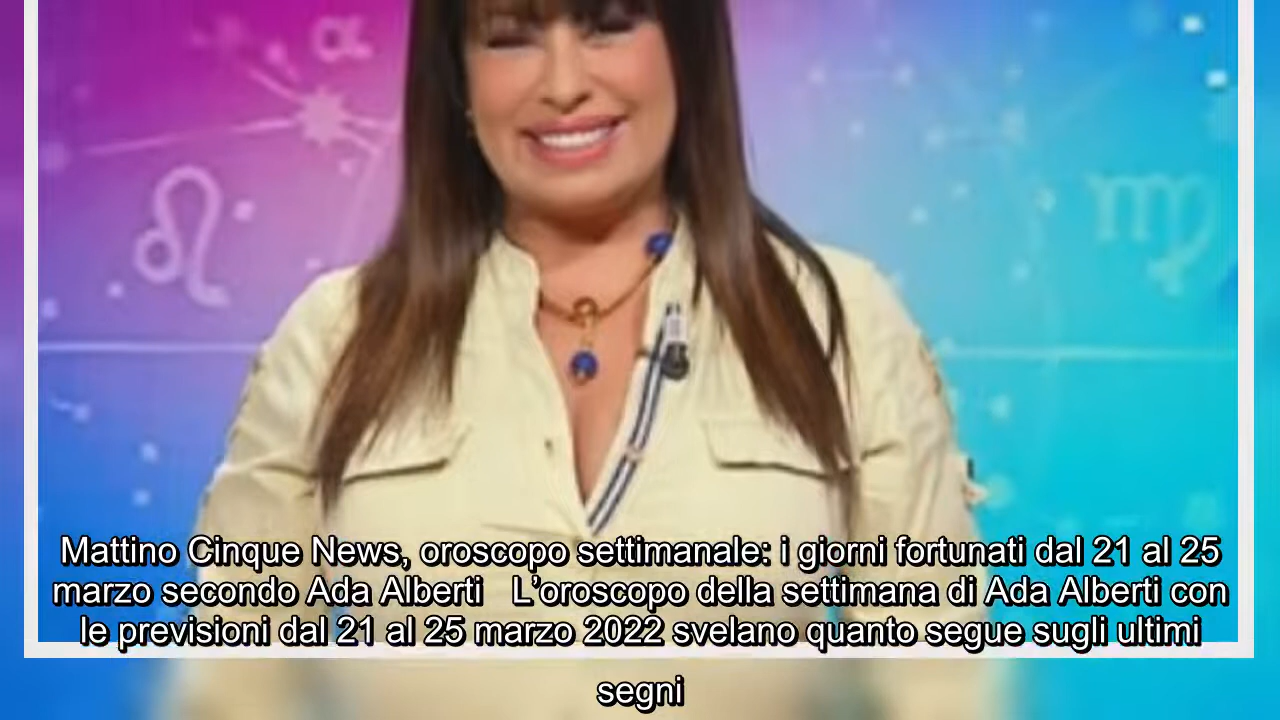 Mattino Cinque News, oroscopo settimanale: i giorni fortunati dal 21 al 25
marzo secondo Ada Alberti   L’oroscopo della settimana di Ada Alberti con
le previsioni dal 21 al 25 marzo 2022 svelano quanto segue sugli ultimi
segni